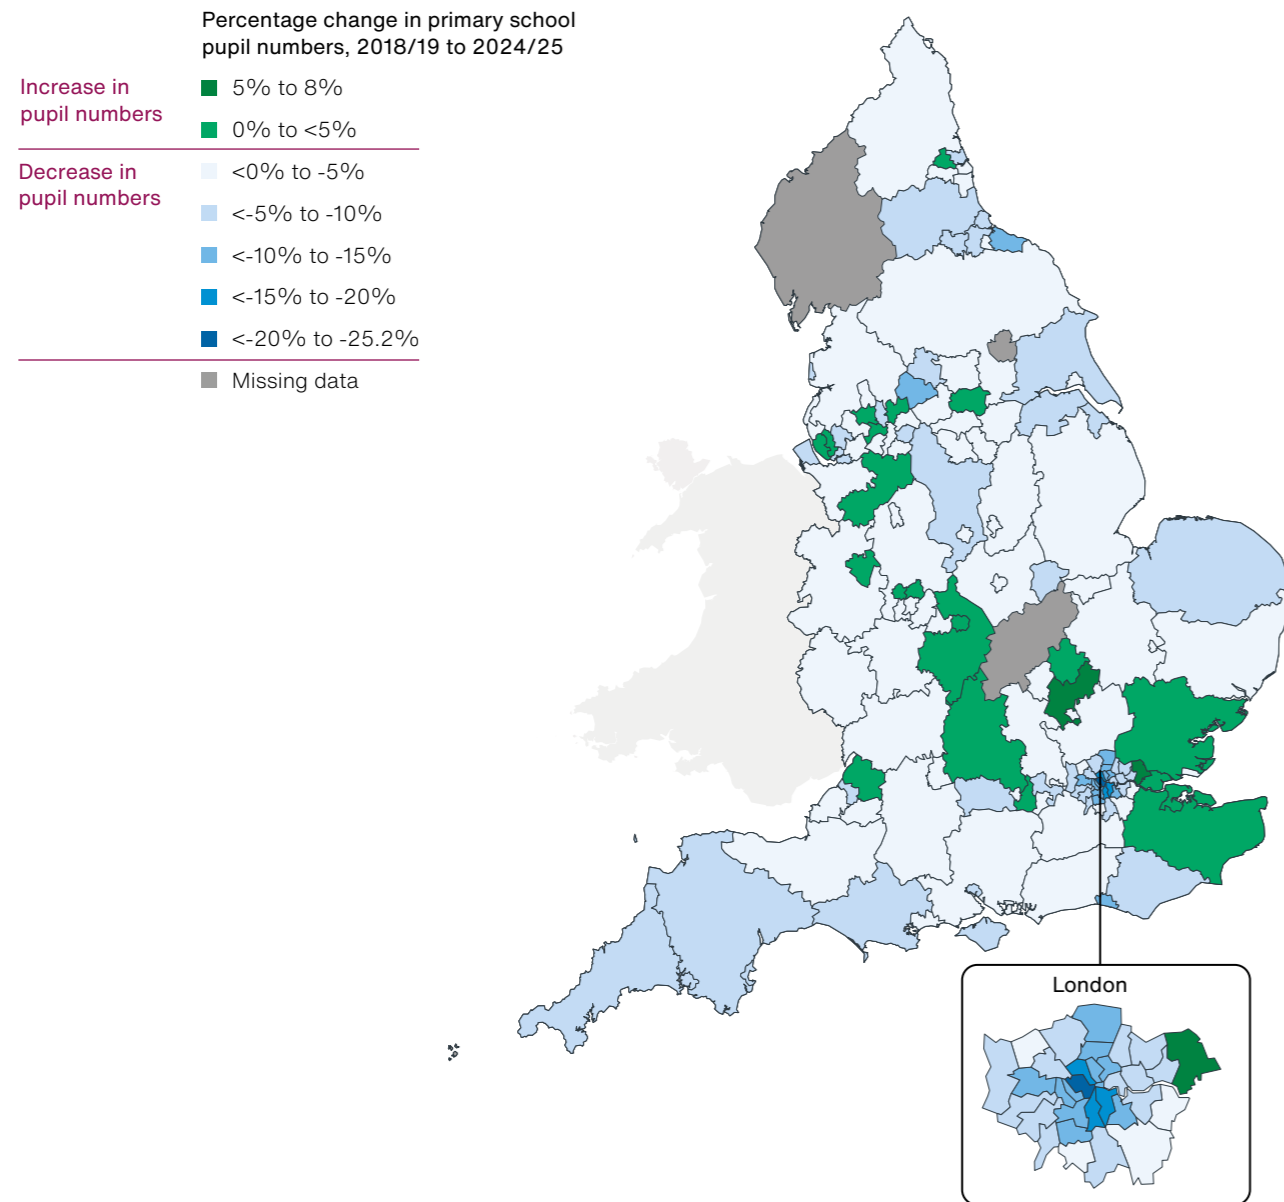 Percentage change in primary school
pupil numbers, 2018/19 to 2024/25
Increase in
pupil numbers
5% to 8%
0% to <5%
Decrease in
pupil numbers
<0% to -5%
<-5% to -10%
<-10% to -15%
<-15% to -20%
<-20% to -25.2%
Missing data
London